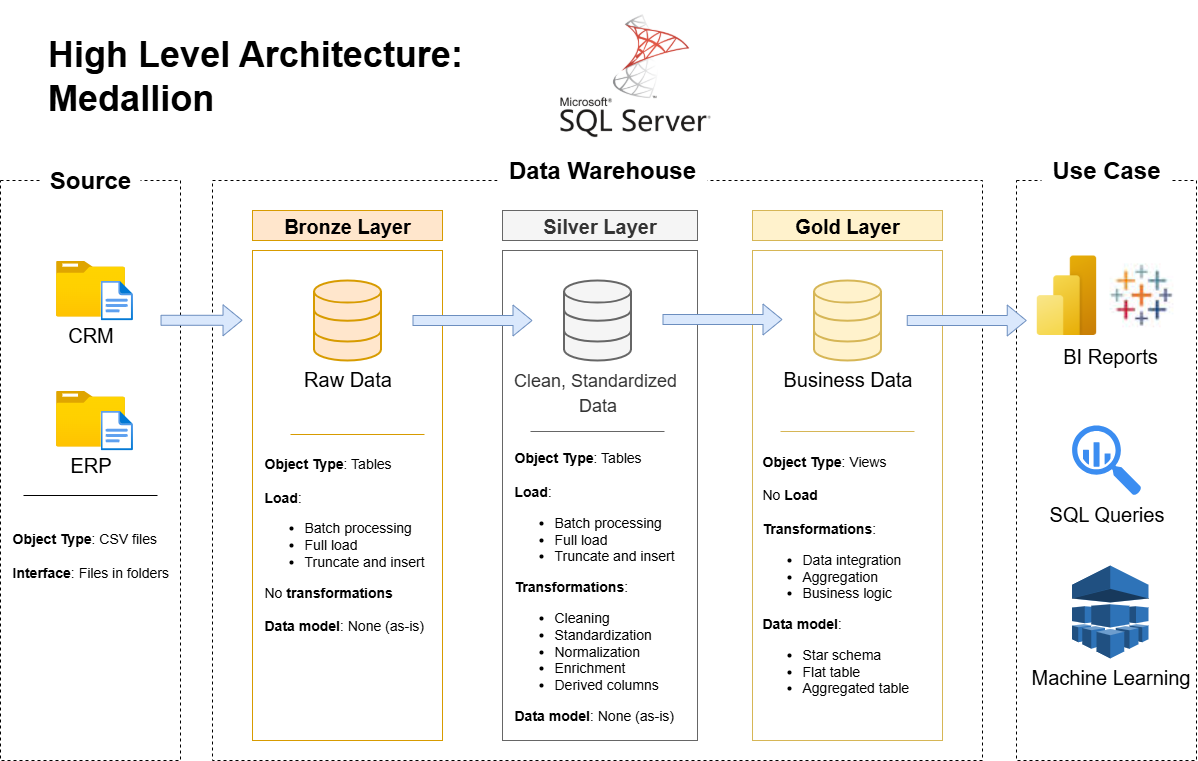 High Level Architecture:
Medallion
Microsoft®
SQL Server
Source
CRM
ERP
Object Type: CSV files
Interface: Files in folders
Data Warehouse
Bronze Layer
Raw Data
Object Type: Tables
Load:
• Batch processing
• Full load
• Truncate and insert
No transformations
Data model: None (as-is)
Silver Layer
Clean, Standardized
Data
Object Type: Tables
Load:
• Batch processing
• Full load
• Truncate and insert
Transformations:
• Cleaning
• Standardization
• Normalization
• Enrichment
• Derived columns
Data model: None (as-is)
Gold Layer
Business Data
Object Type: Views
No Load
Transformations:
• Data integration
• Aggregation
• Business logic
Data model:
• Star schema
• Flat table
• Aggregated table
Use Case
BI Reports
SQL Queries
Machine Learning